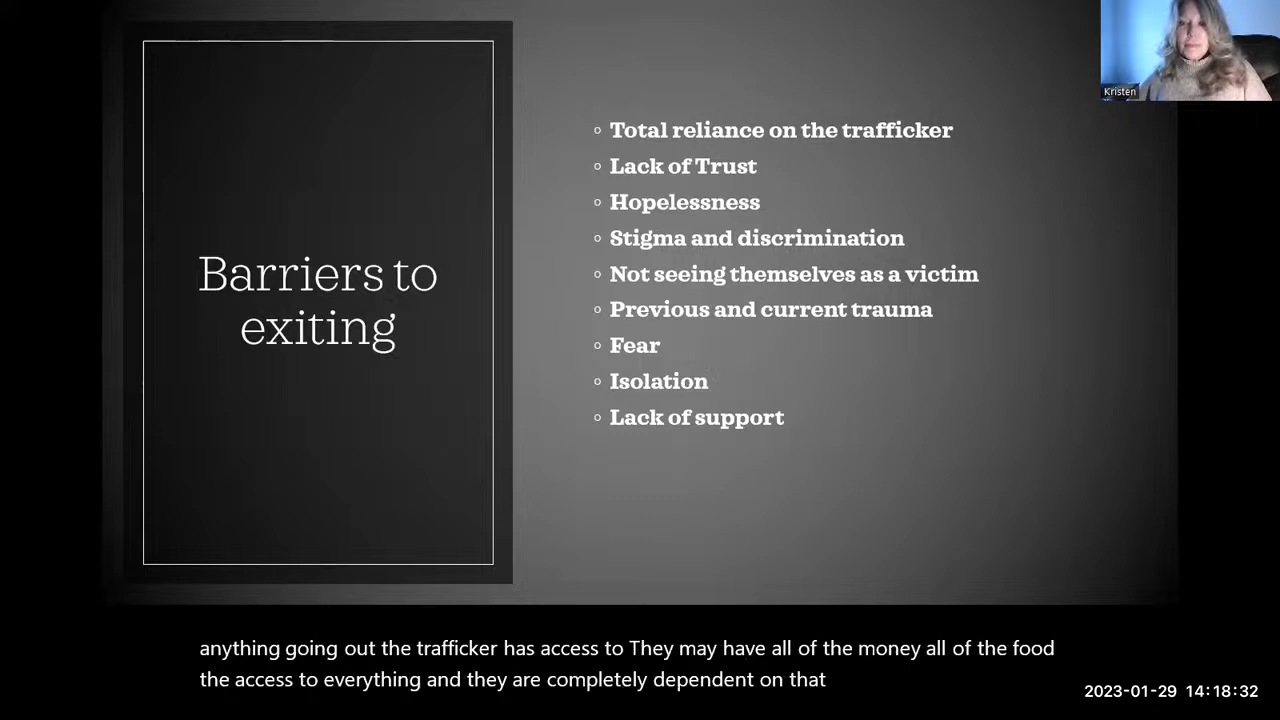 Barriers to
exiting
Total reliance on the trafficker
Lack of Trust
Hopelessness
Stigma and discrimination
Not seeing themselves as a victim
Previous and current trauma
Fear
Isolation
Lack of support
Kristen
anything going out the trafficker has access to They may have all of the money all of the food
the access to everything and they are completely dependent on that
2023-01-29 14:18:32